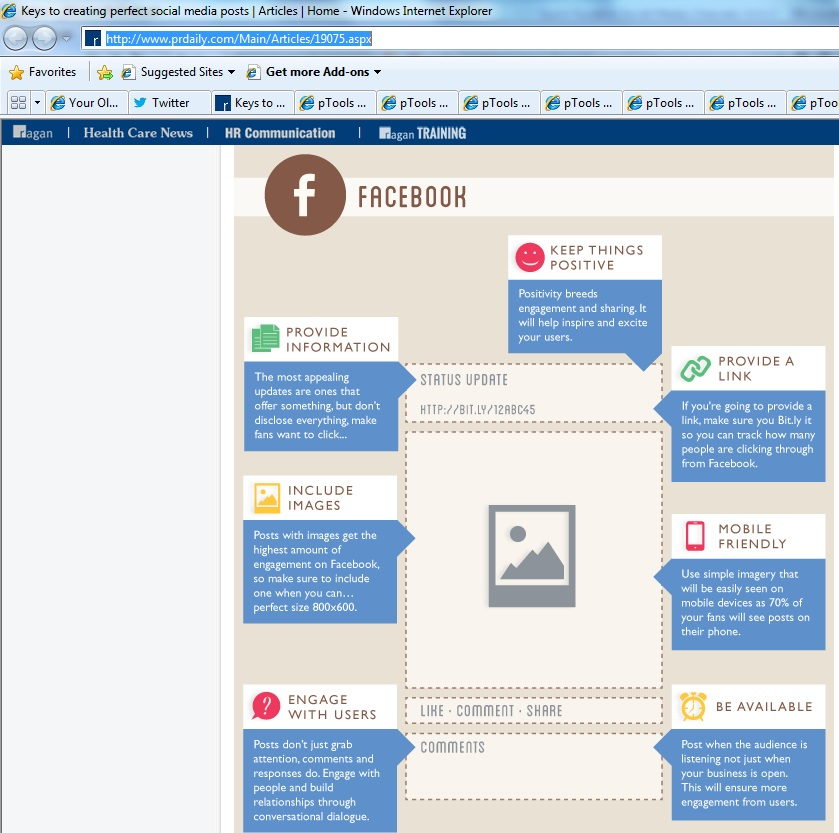 Keys to creating perfect social media posts | Articles | Home - Windows Internet Explorer
http://www.prdaily.com/Main/Articles/19075.aspx
Favorites Suggested Sites Get more Add-ons
Your Ol... Twitter Keys to ... pTools ... pTools ... pTools ... pTools ... pTools ... pTools ... pToo
Ragan | Health Care News | HR Communication | Ragan TRAINING
f FACEBOOK
KEEP THINGS
POSITIVE
Positivity breeds
engagement and sharing. It
will help inspire and excite
your users.
PROVIDE
INFORMATION
The most appealing
updates are ones that
offer something, but don't
disclose everything, make
fans want to click...
STATUS UPDATE
HTTP://BIT.LY/12ABC45
PROVIDE A
LINK
If you're going to provide a
link, make sure you Bit.ly it
so you can track how many
people are clicking through
from Facebook.
INCLUDE
IMAGES
Posts with images get the
highest amount of
engagement on Facebook,
so make sure to include
one when you can...
perfect size 800x600.
MOBILE
FRIENDLY
Use simple imagery that
will be easily seen on
mobile devices as 70% of
your fans will see posts on
their phone.
ENGAGE
WITH USERS
Posts don't just grab
attention, comments and
responses do. Engage with
people and build
relationships through
conversational dialogue.
LIKE · COMMENT · SHARE
COMMENTS
BE AVAILABLE
Post when the audience is
listening not just when
your business is open.
This will ensure more
engagement from users.